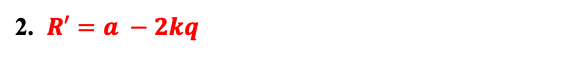 2. R′ = a − 2kq